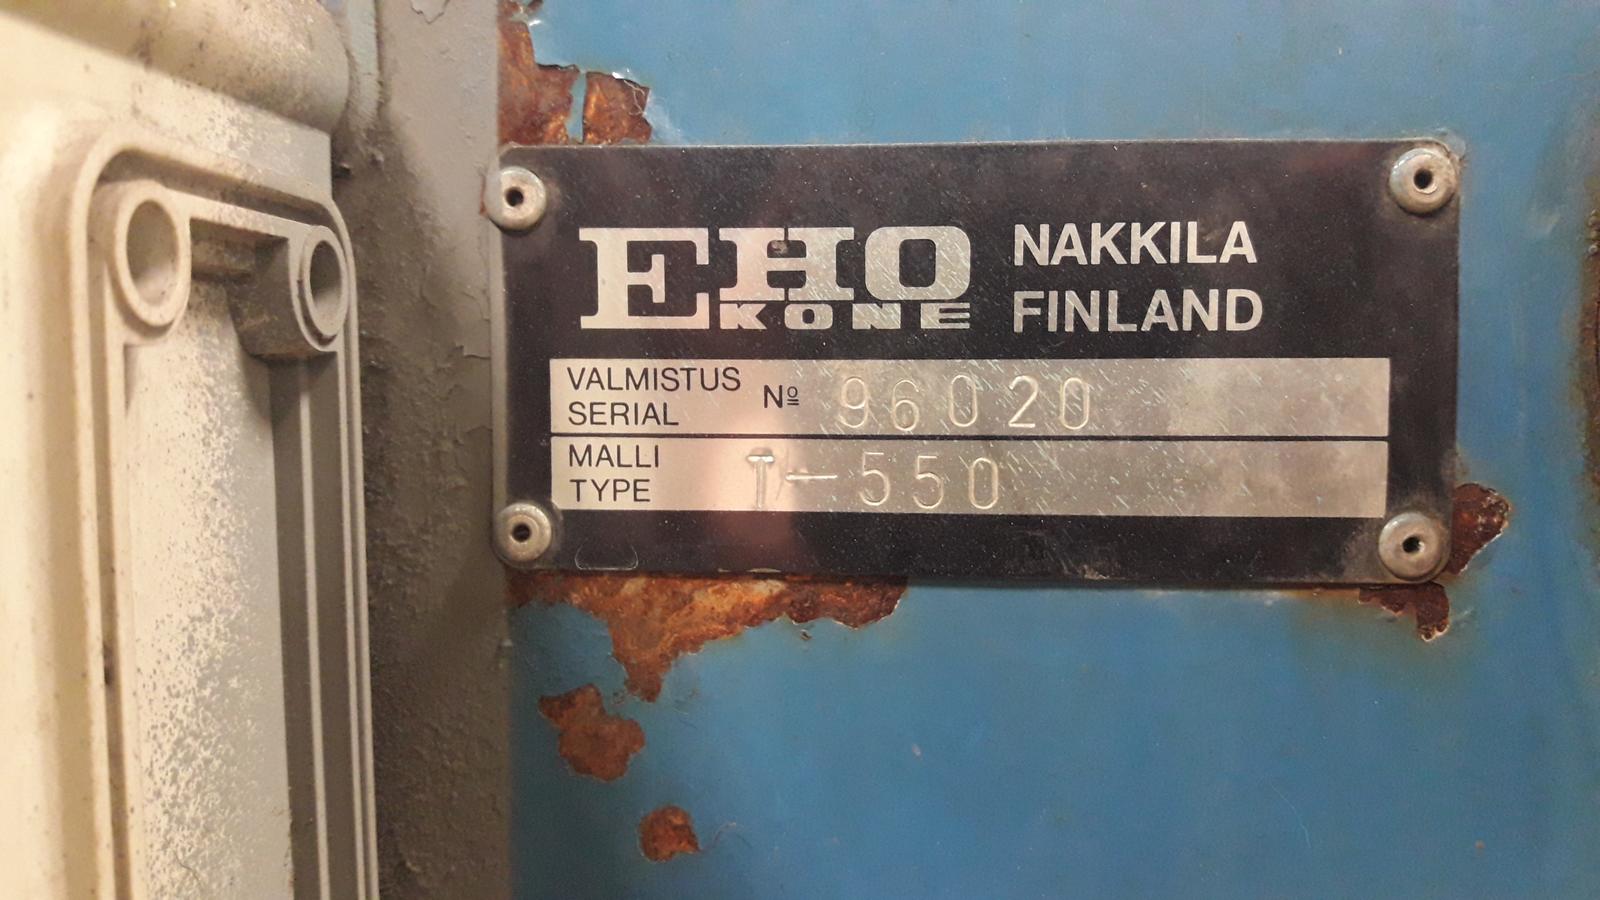 EHO KONE
NAKKILA
FINLAND
VALMISTUS
SERIAL
Nº 96020
MALLI
TYPE
T-550